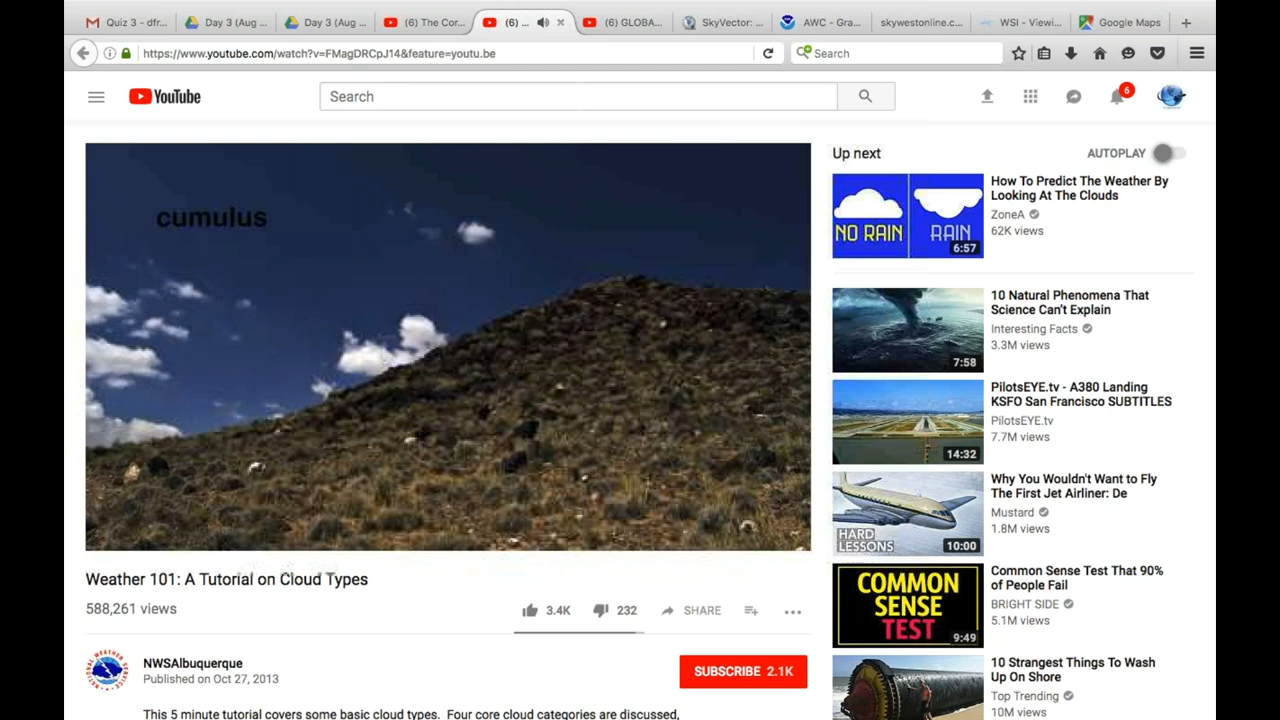 Quiz 3 - dfr...
Day 3 (Aug ...
Day 3 (Aug ...
(6) The Cor...
(6) ...
(6) GLOBA...
SkyVector: ...
AWC - Gra...
skywestonline.c...
WSI - Viewi...
Google Maps
https://www.youtube.com/watch?v=FMagDRCpJ14&feature=youtu.be
Search
YouTube
Search
6
cumulus
Weather 101: A Tutorial on Cloud Types
588,261 views
3.4K
232
SHARE
NWSAlbuquerque
Published on Oct 27, 2013
SUBSCRIBE 2.1K
This 5 minute tutorial covers some basic cloud types. Four core cloud categories are discussed,
Up next
AUTOPLAY
NO RAIN
RAIN
6:57
How To Predict The Weather By
Looking At The Clouds
ZoneA
62K views
7:58
10 Natural Phenomena That
Science Can't Explain
Interesting Facts
3.3M views
14:32
PilotsEYE.tv - A380 Landing
KSFO San Francisco SUBTITLES
PilotsEYE.tv
7.7M views
HARD
LESSONS
10:00
Why You Wouldn't Want to Fly
The First Jet Airliner: De
Mustard
1.8M views
COMMON
SENSE
TEST
9:49
Common Sense Test That 90%
of People Fail
BRIGHT SIDE
5.1M views
10 Strangest Things To Wash
Up On Shore
Top Trending
10M views